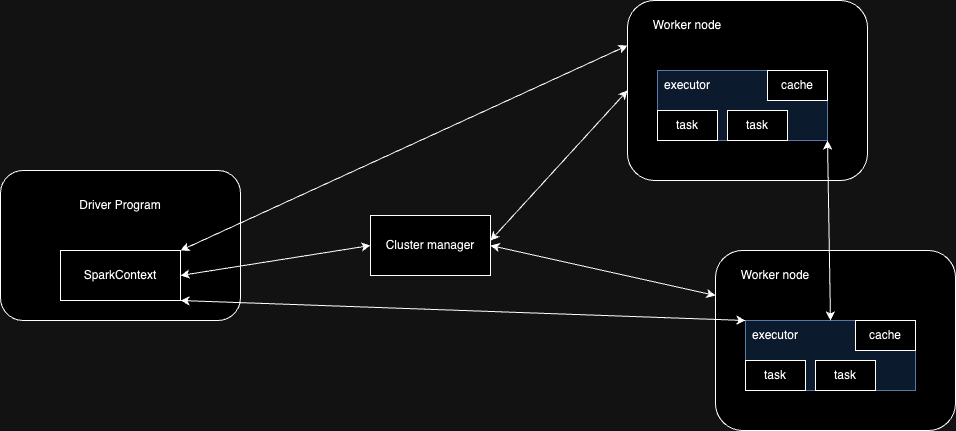 Worker node
executor
cache
task
task
Driver Program
SparkContext
Cluster manager
Worker node
executor
cache
task
task